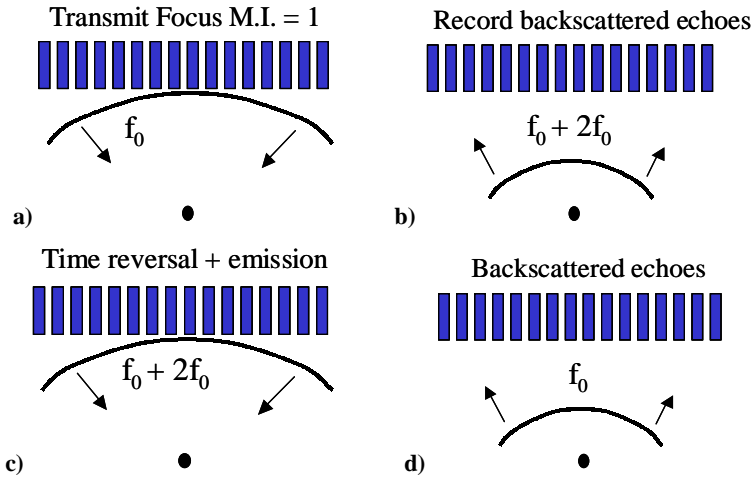 Transmit Focus M.I. = 1
f₀
a)
Record backscattered echoes
f₀ + 2f₀
b)
Time reversal + emission
f₀ + 2f₀
c)
Backscattered echoes
f₀
d)